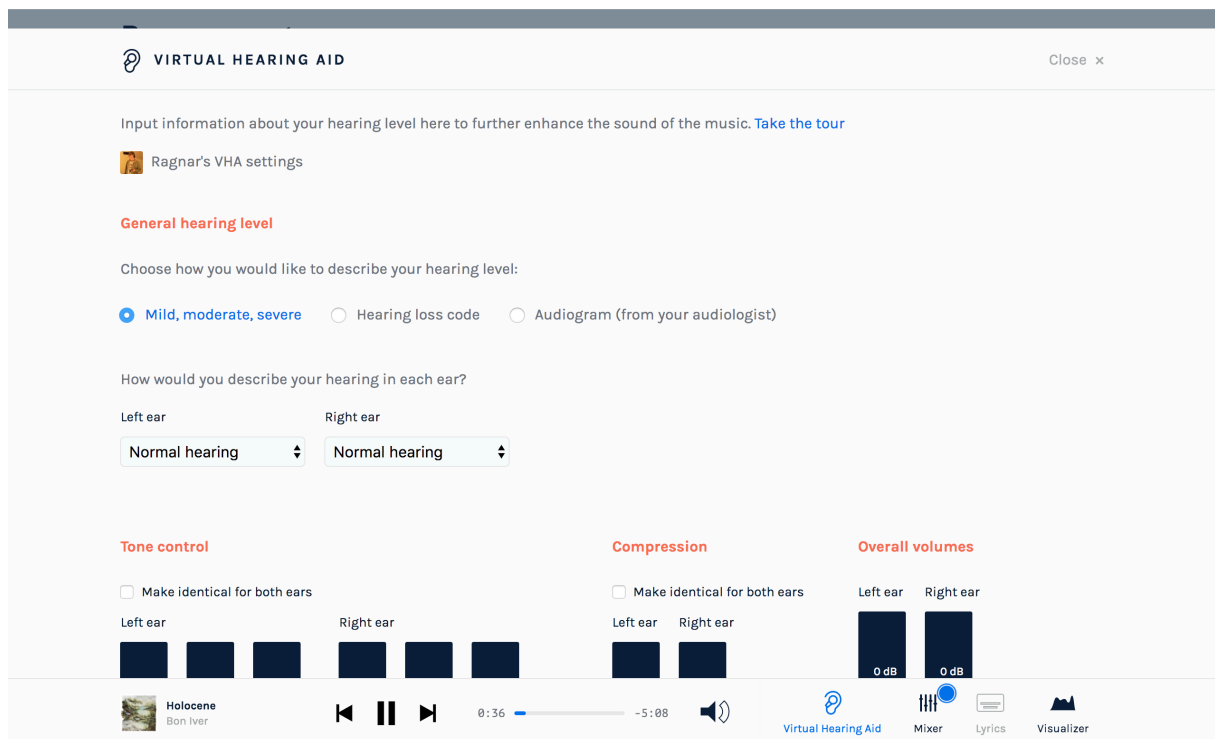 VIRTUAL HEARING AID
Close ×
Input information about your hearing level here to further enhance the sound of the music. Take the tour
Ragnar's VHA settings
General hearing level
Choose how you would like to describe your hearing level:
Mild, moderate, severe Hearing loss code Audiogram (from your audiologist)
How would you describe your hearing in each ear?
Left ear Right ear
Normal hearing Normal hearing
Tone control Compression Overall volumes
Make identical for both ears Make identical for both ears Left ear Right ear
Left ear Right ear Left ear Right ear
0 dB 0 dB
Holocene
Bon Iver
0:36 -5:08
Virtual Hearing Aid Mixer Lyrics Visualizer